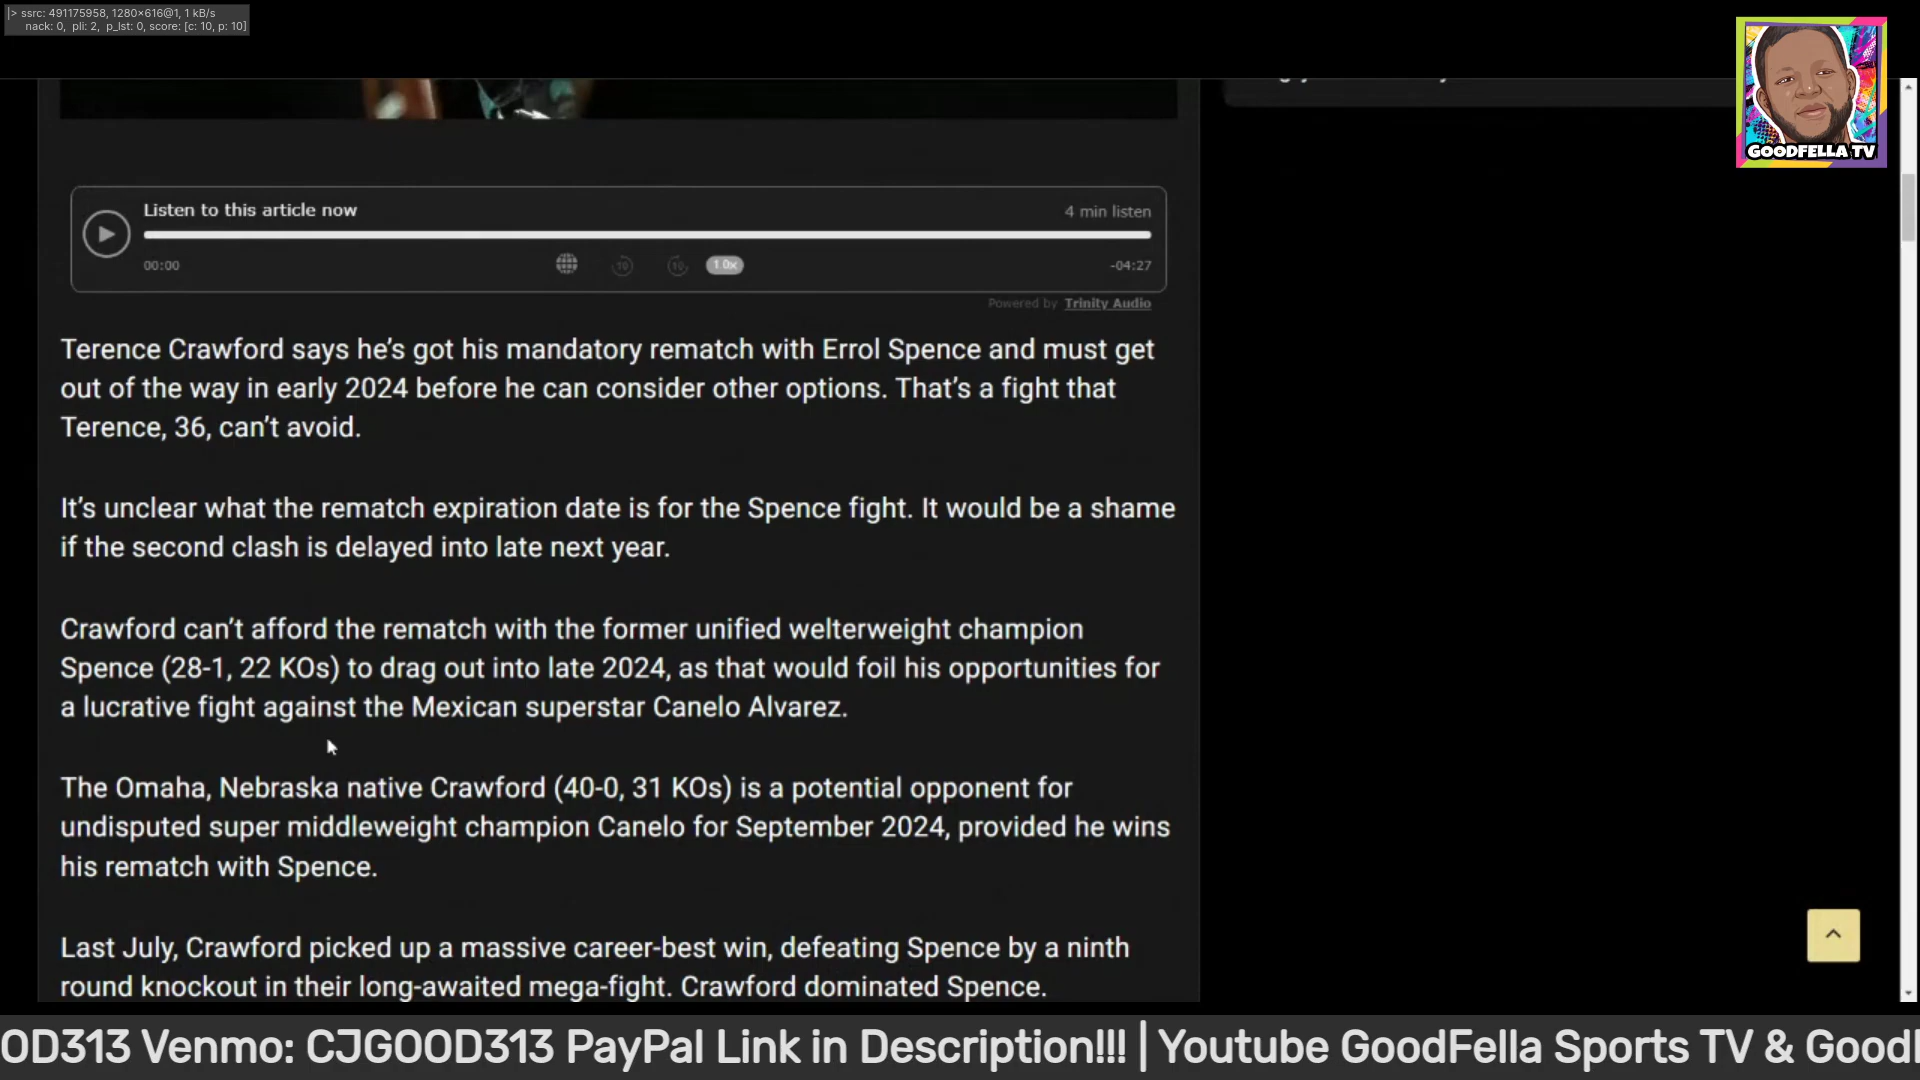 |> ssrc: 491175958, 1280×616@1, 1 kB/s
nack: 0, pli: 2, p_lst: 0, score: [c: 10, p: 10]
GOODFELLA TV
Listen to this article now
4 min listen
00:00
10
10
1.0x
-04:27
Powered by Trinity Audio
Terence Crawford says he’s got his mandatory rematch with Errol Spence and must get
out of the way in early 2024 before he can consider other options. That’s a fight that
Terence, 36, can’t avoid.
It’s unclear what the rematch expiration date is for the Spence fight. It would be a shame
if the second clash is delayed into late next year.
Crawford can’t afford the rematch with the former unified welterweight champion
Spence (28-1, 22 KOs) to drag out into late 2024, as that would foil his opportunities for
a lucrative fight against the Mexican superstar Canelo Alvarez.
The Omaha, Nebraska native Crawford (40-0, 31 KOs) is a potential opponent for
undisputed super middleweight champion Canelo for September 2024, provided he wins
his rematch with Spence.
Last July, Crawford picked up a massive career-best win, defeating Spence by a ninth
round knockout in their long-awaited mega-fight. Crawford dominated Spence.
OD313 Venmo: CJGOOD313 PayPal Link in Description!!! | Youtube GoodFella Sports TV & Good